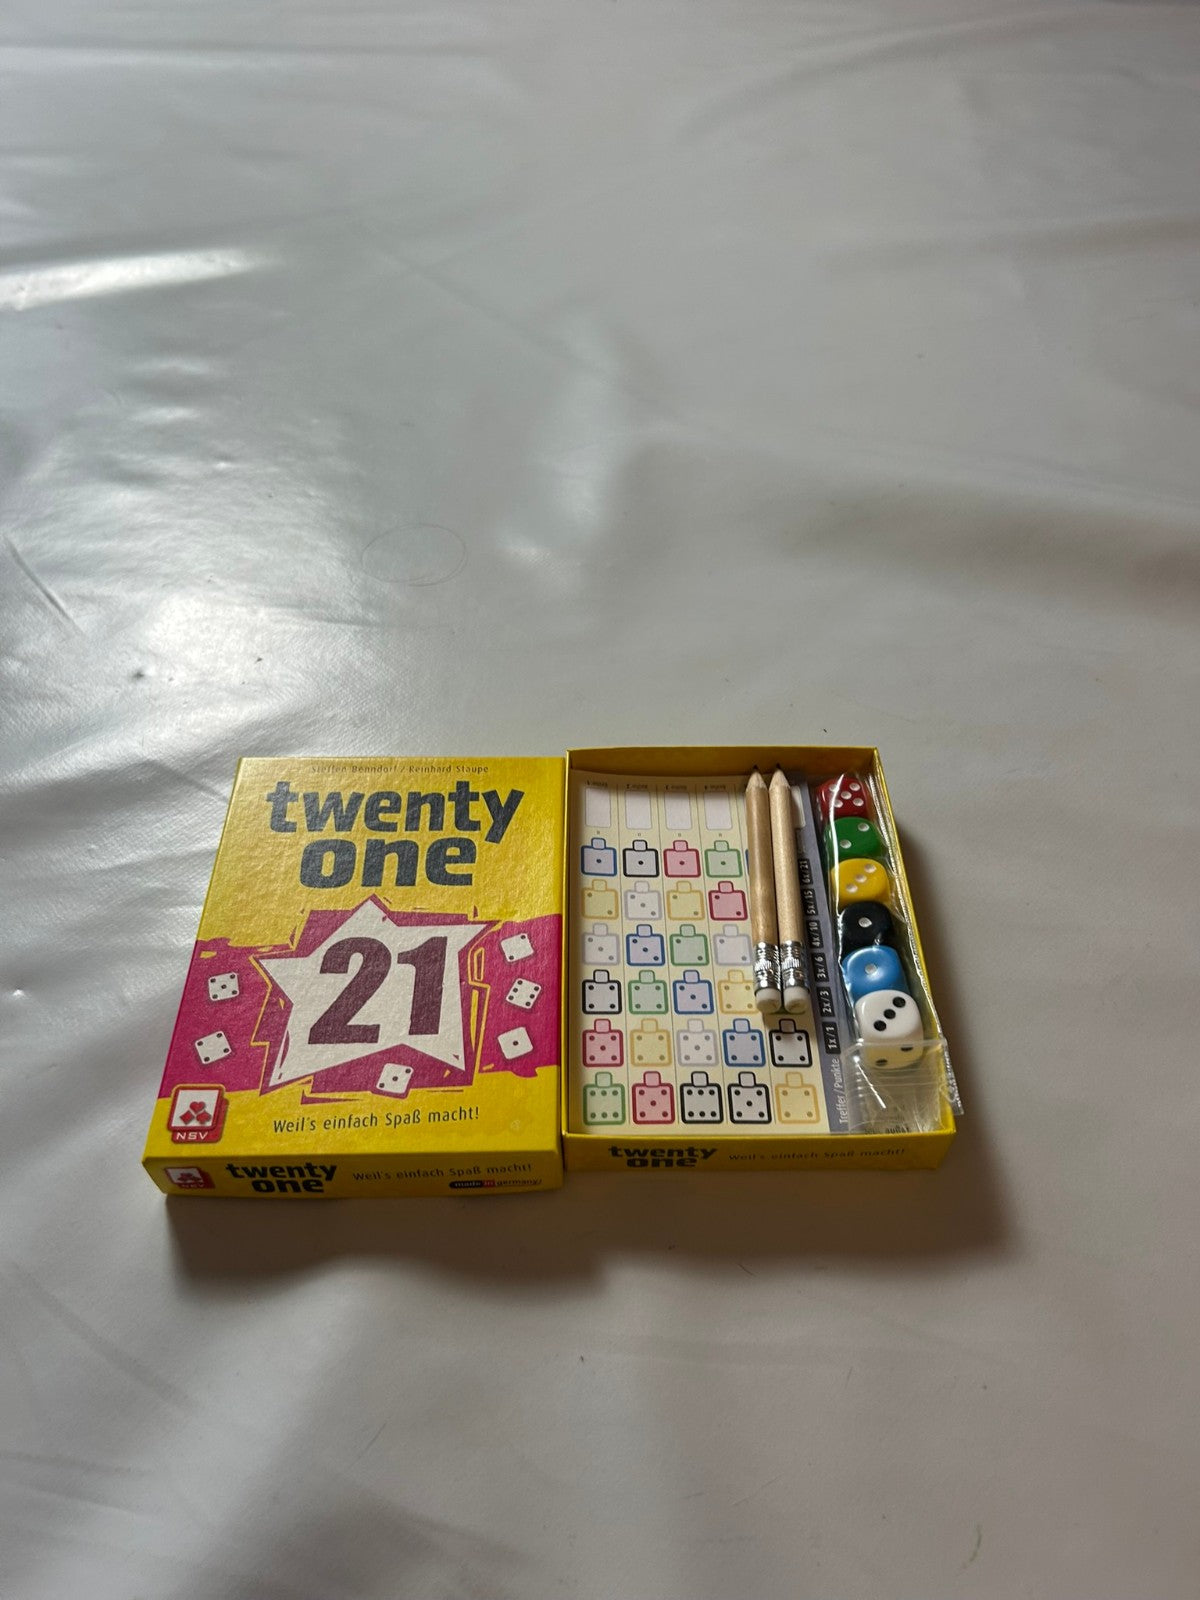 Steffen Benndorf / Reinhard Staupe
twenty
one
21
Weil's einfach Spaß macht!
NSV
NSV
twenty
one
Weil's einfach Spaß macht!
made in germany!
Treffer / Punkte 1x / 1 2x / 3 3x / 6 4x / 10 5x / 15 6x / 21
twenty
one
Weil's einfach Spaß macht!